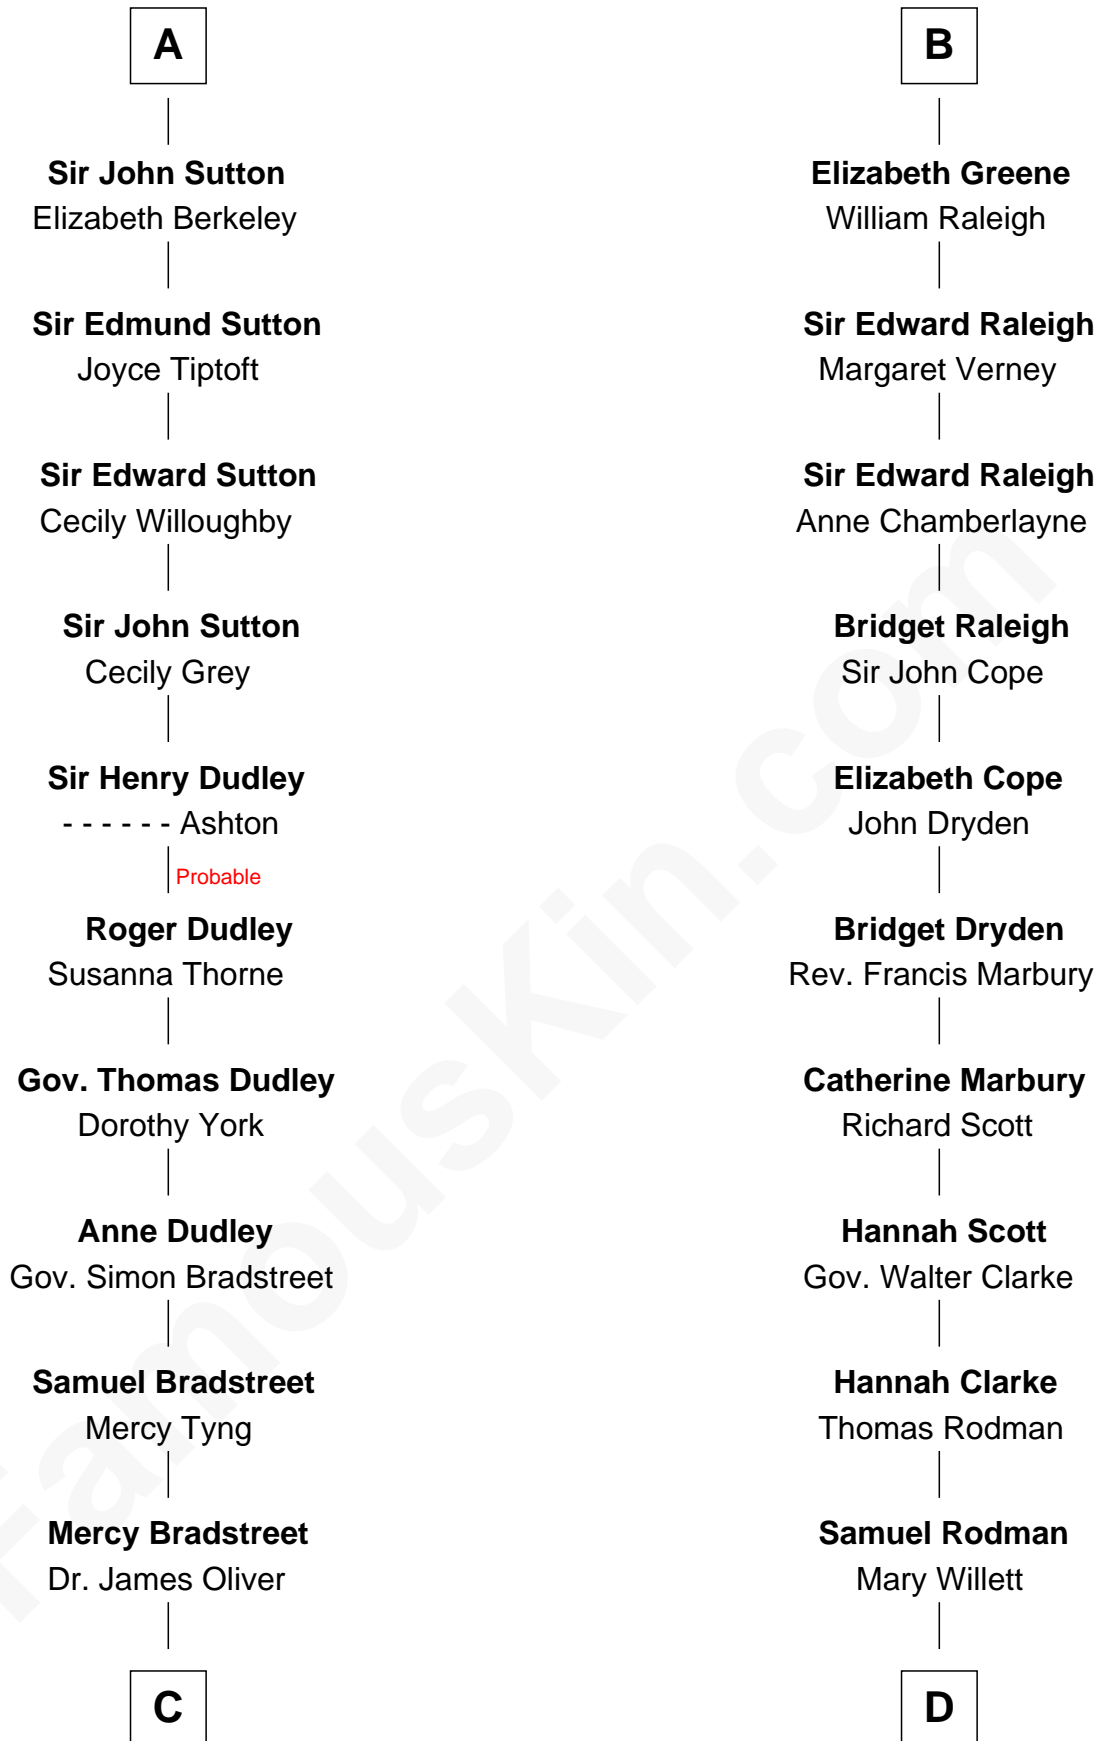 A
Sir John Sutton
Elizabeth Berkeley
Sir Edmund Sutton
Joyce Tiptoft
Sir Edward Sutton
Cecily Willoughby
Sir John Sutton
Cecily Grey
Sir Henry Dudley
- - - - - - Ashton
Probable
Roger Dudley
Susanna Thorne
Gov. Thomas Dudley
Dorothy York
Anne Dudley
Gov. Simon Bradstreet
Samuel Bradstreet
Mercy Tyng
Mercy Bradstreet
Dr. James Oliver
C
B
Elizabeth Greene
William Raleigh
Sir Edward Raleigh
Margaret Verney
Sir Edward Raleigh
Anne Chamberlayne
Bridget Raleigh
Sir John Cope
Elizabeth Cope
John Dryden
Bridget Dryden
Rev. Francis Marbury
Catherine Marbury
Richard Scott
Hannah Scott
Gov. Walter Clarke
Hannah Clarke
Thomas Rodman
Samuel Rodman
Mary Willett
D
FamousKin.com